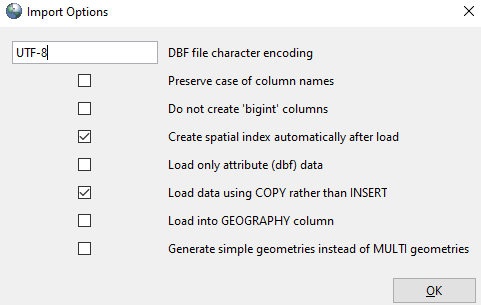 Import Options
UTF-8 DBF file character encoding
Preserve case of column names
Do not create 'bigint' columns
Create spatial index automatically after load
Load only attribute (dbf) data
Load data using COPY rather than INSERT
Load into GEOGRAPHY column
Generate simple geometries instead of MULTI geometries
OK